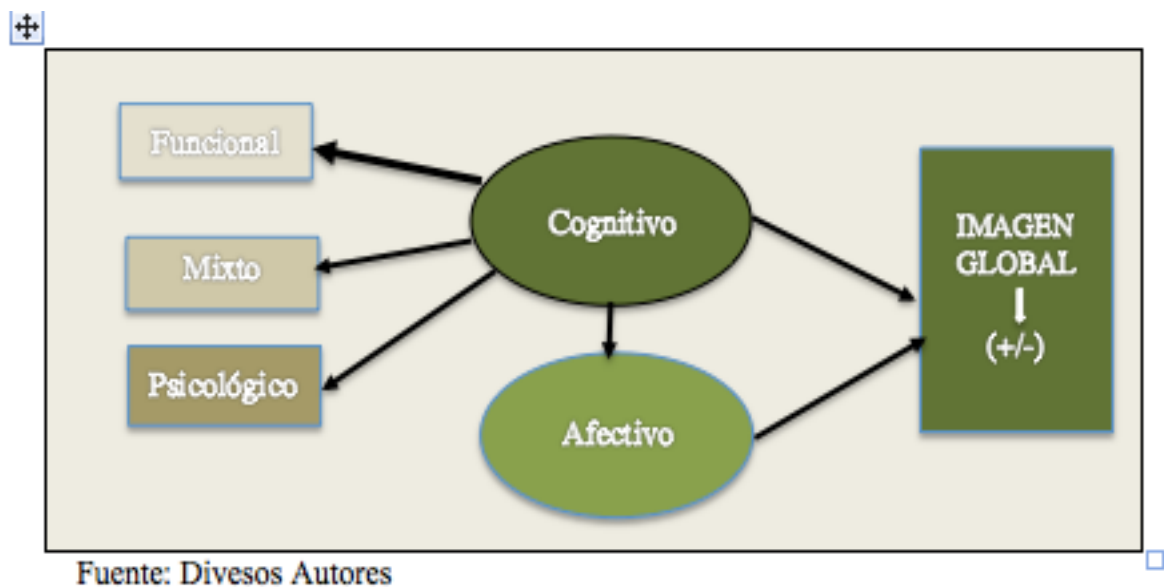 Funcional
Cognitivo
Mixto
Psicológico
Afectivo
IMAGEN
GLOBAL
(+/-)
Fuente: Divesos Autores